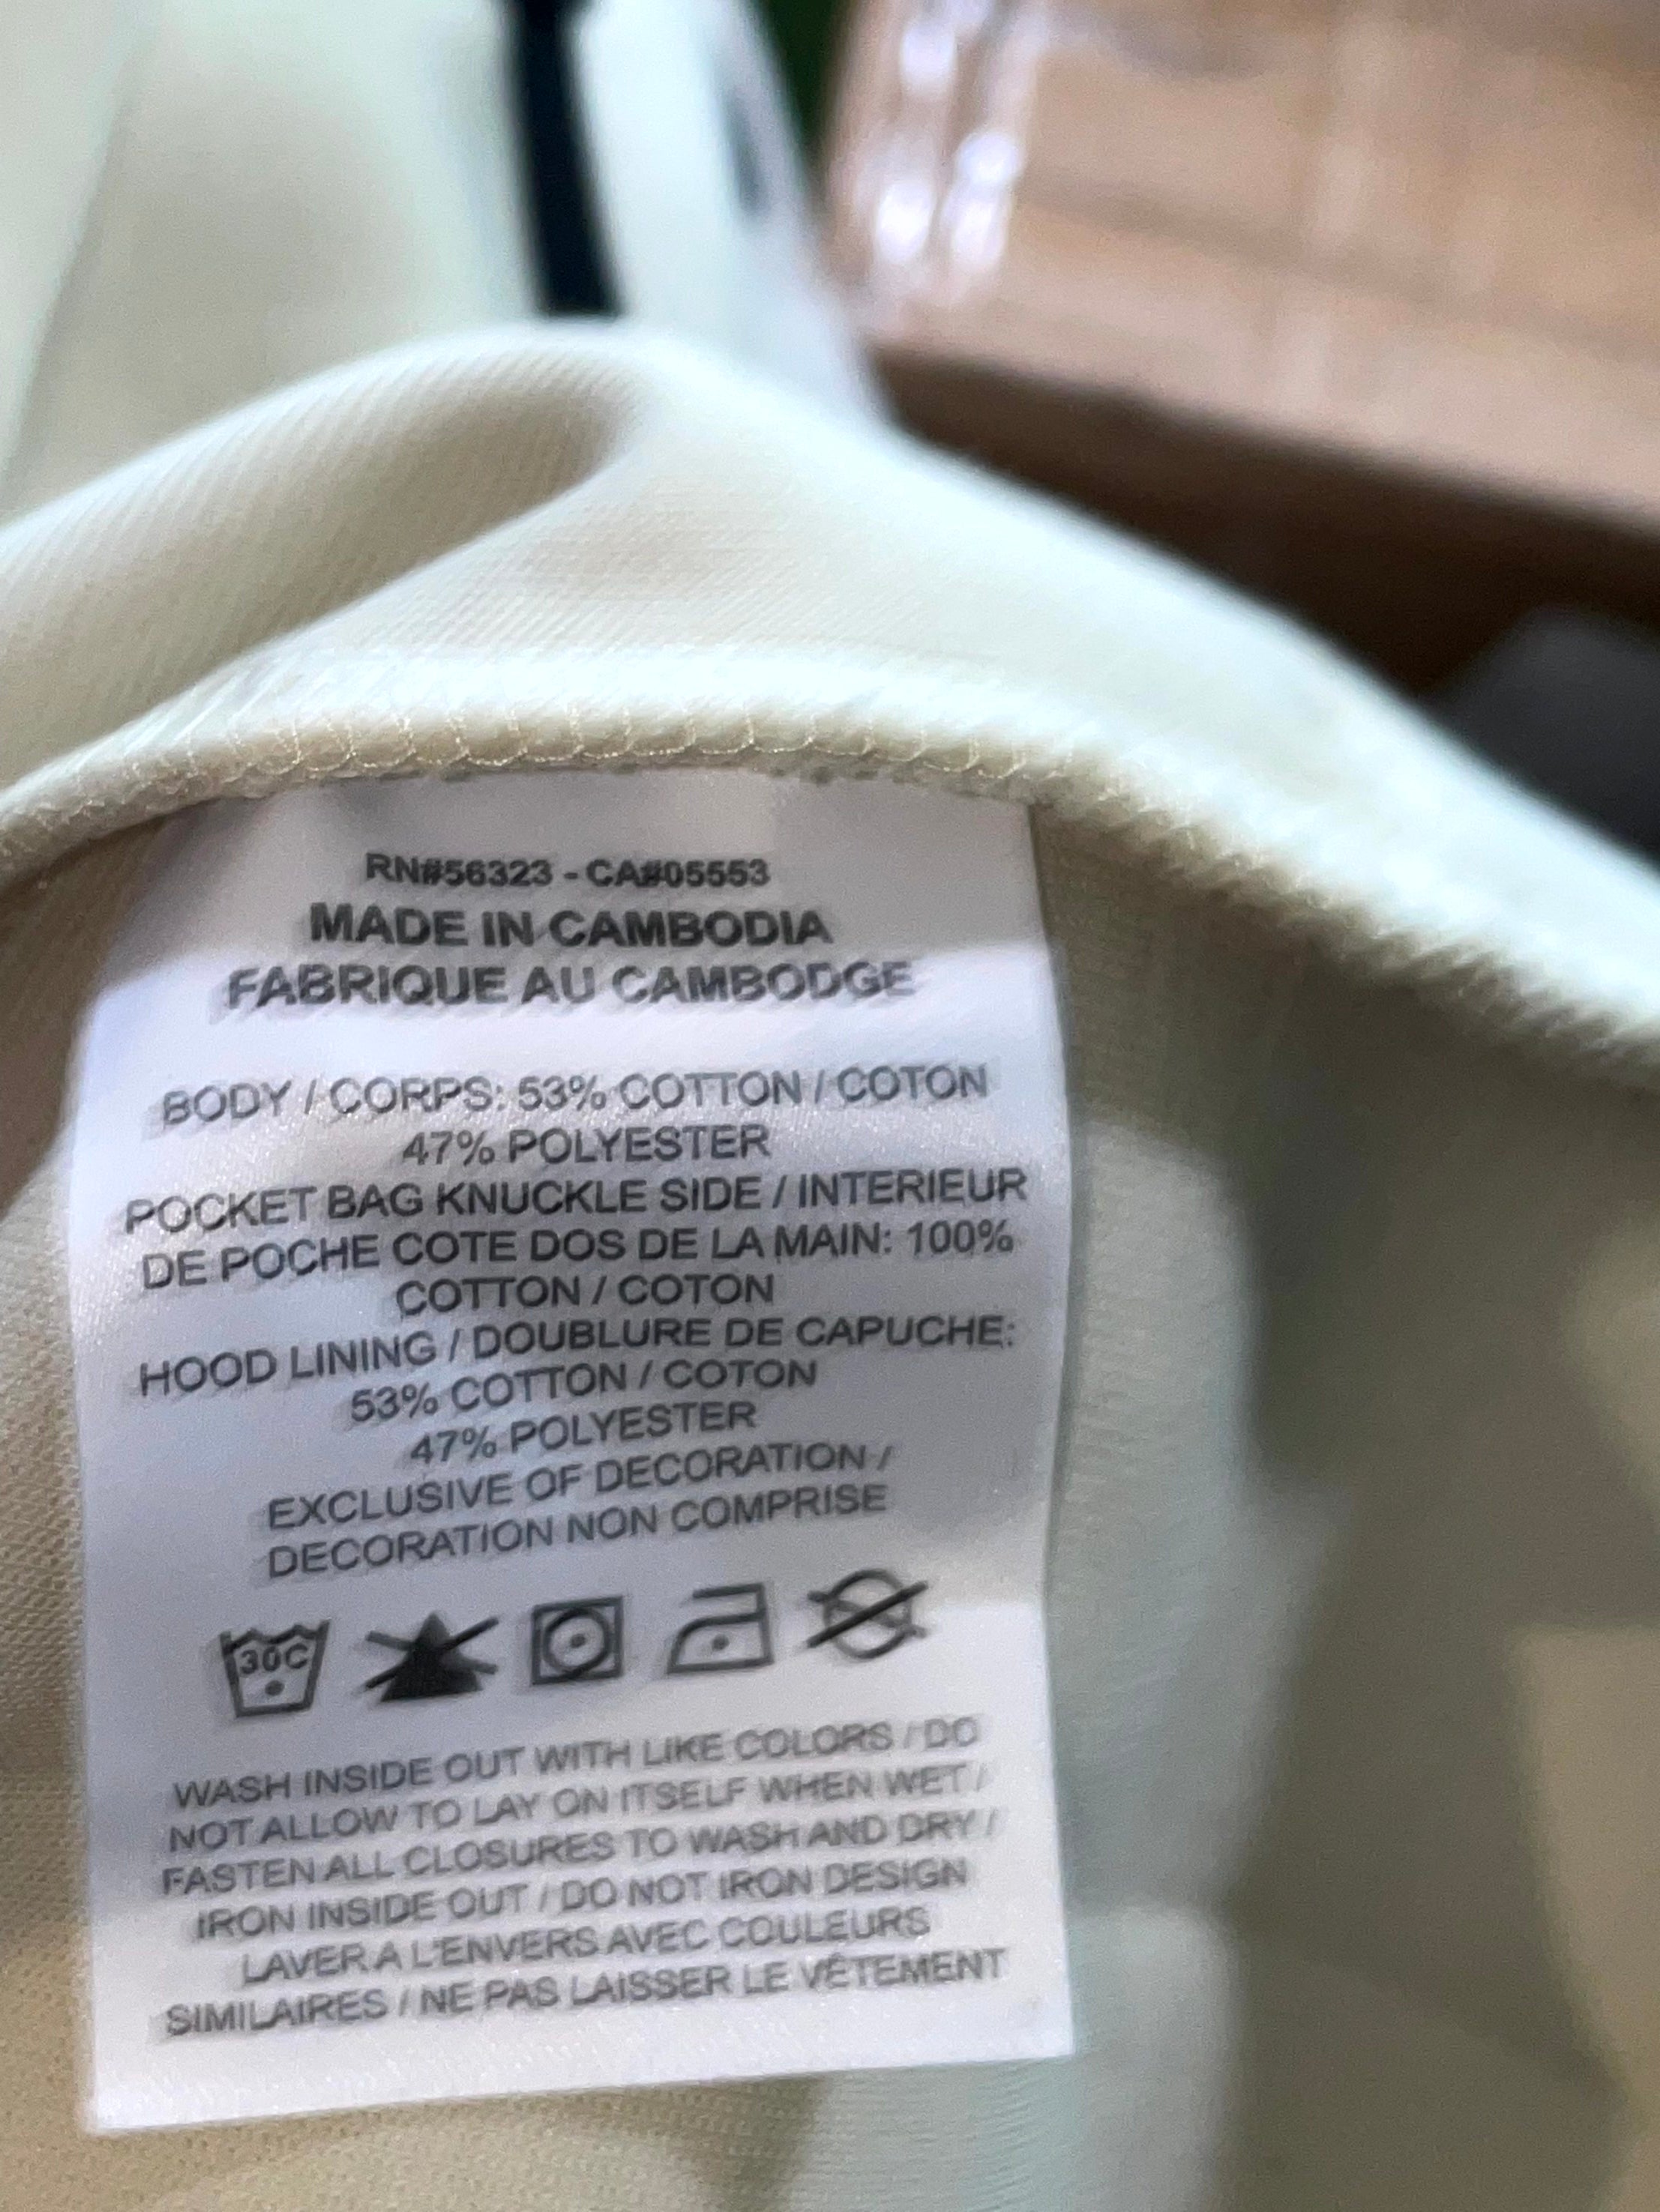 RN#56323 - CA#05553
MADE IN CAMBODIA
FABRIQUE AU CAMBODGE
BODY / CORPS: 53% COTTON / COTON
47% POLYESTER
POCKET BAG KNUCKLE SIDE / INTERIEUR
DE POCHE COTE DOS DE LA MAIN: 100%
COTTON / COTON
HOOD LINING / DOUBLURE DE CAPUCHE:
53% COTTON / COTON
47% POLYESTER
EXCLUSIVE OF DECORATION /
DECORATION NON COMPRISE
30C
WASH INSIDE OUT WITH LIKE COLORS / DO
NOT ALLOW TO LAY ON ITSELF WHEN WET /
FASTEN ALL CLOSURES TO WASH AND DRY /
IRON INSIDE OUT / DO NOT IRON DESIGN
LAVER A L'ENVERS AVEC COULEURS
SIMILAIRES / NE PAS LAISSER LE VÊTEMENT